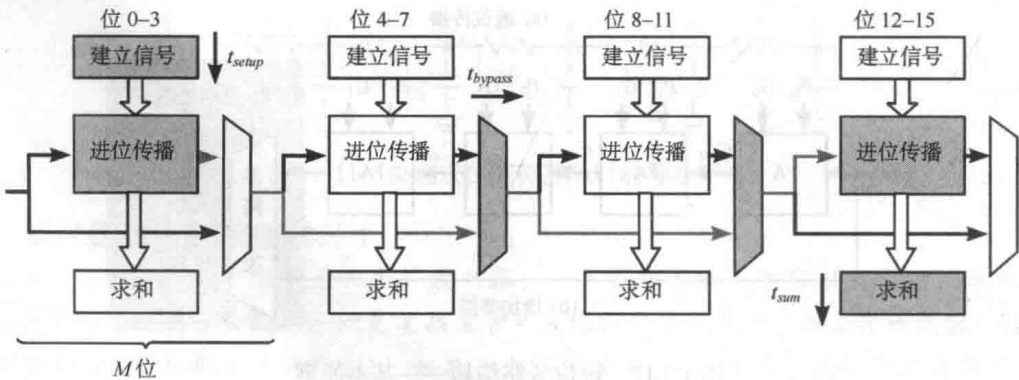 位 0–3
位 4–7
位 8–11
位 12–15
建立信号
建立信号
建立信号
建立信号
t_setup
t_bypass
进位传播
进位传播
进位传播
进位传播
求和
求和
求和
t_sum
求和
M 位